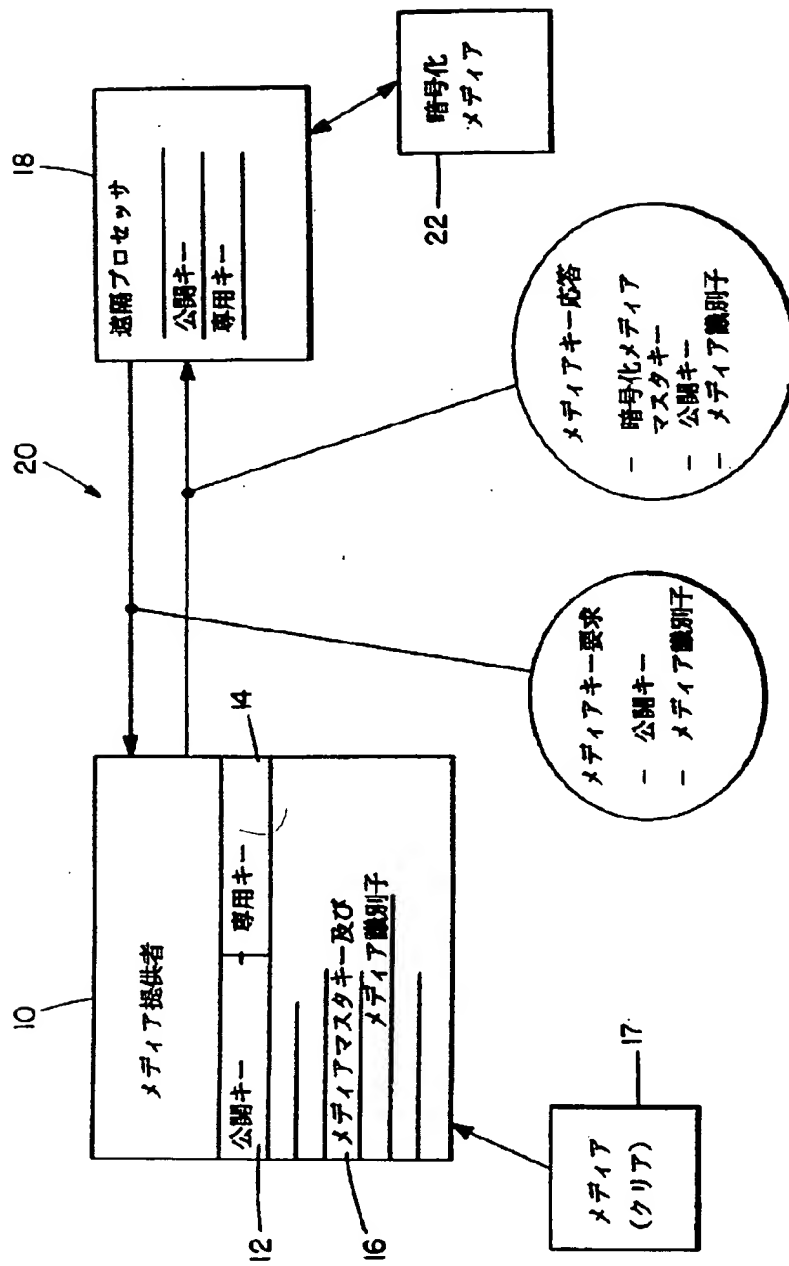 10
メディア提供者
12
公開キー
専用キー
14
16
メディアマスタキー及び
メディア識別子
17
メディア
(クリア)
20
18
遠隔プロセッサ
公開キー
専用キー
22
暗号化
メディア
メディアキー要求
- 公開キー
- メディア識別子
メディアキー応答
- 暗号化メディア
マスタキー
- 公開キー
- メディア識別子